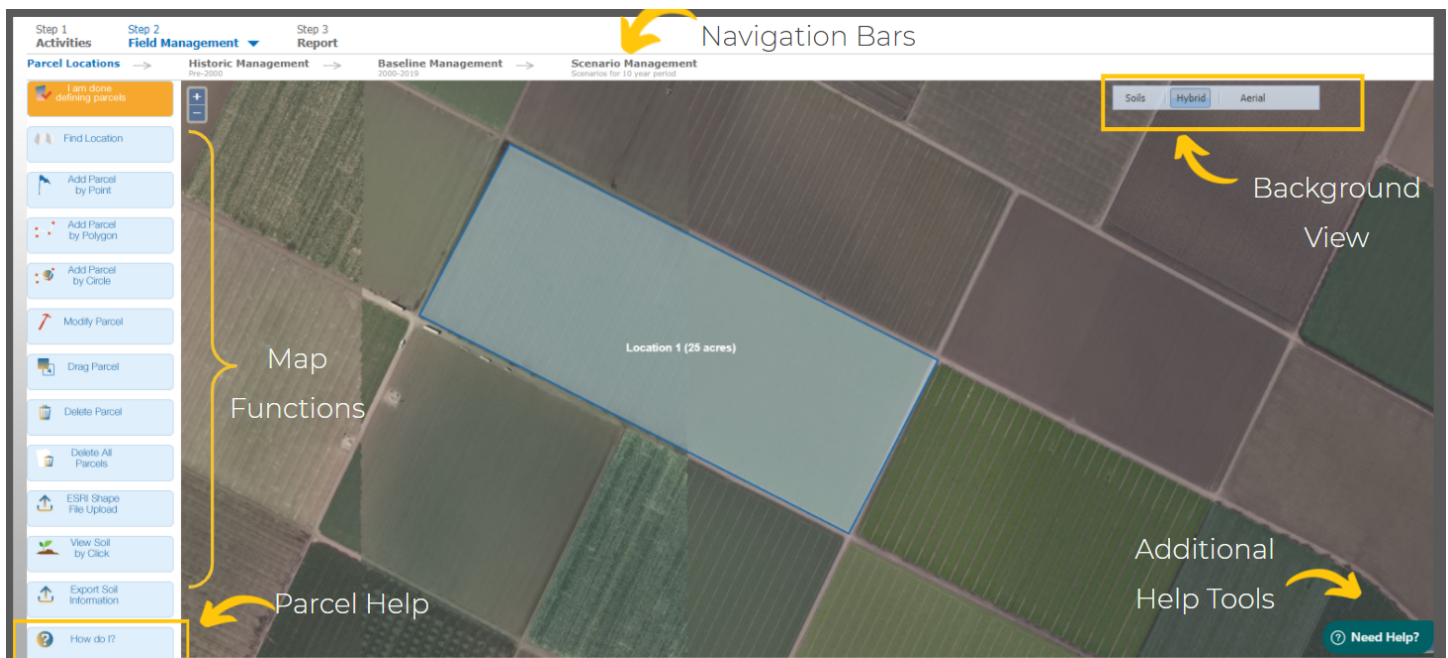 Step 1
Activities
Step 2
Field Management
Step 3
Report
Navigation Bars
Parcel Locations
Historic Management
Pre-2000
Baseline Management
2000-2019
Scenario Management
Scenarios for 10 year period
I am done
defining parcels
Find Location
Add Parcel
by Point
Add Parcel
by Polygon
Add Parcel
by Circle
Modify Parcel
Drag Parcel
Delete Parcel
Delete All
Parcels
ESRI Shape
File Upload
View Soil
by Click
Export Soil
Information
How do I?
+
−
Map
Functions
Parcel Help
Location 1 (25 acres)
Soils
Hybrid
Aerial
Background
View
Additional
Help Tools
? Need Help?